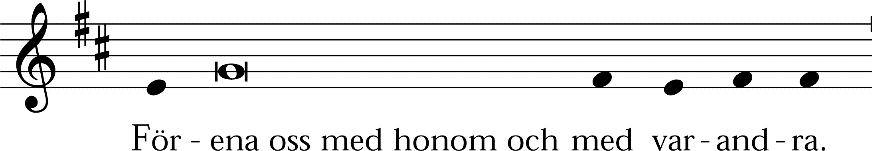 För - ena oss med honom och med var - and - ra.